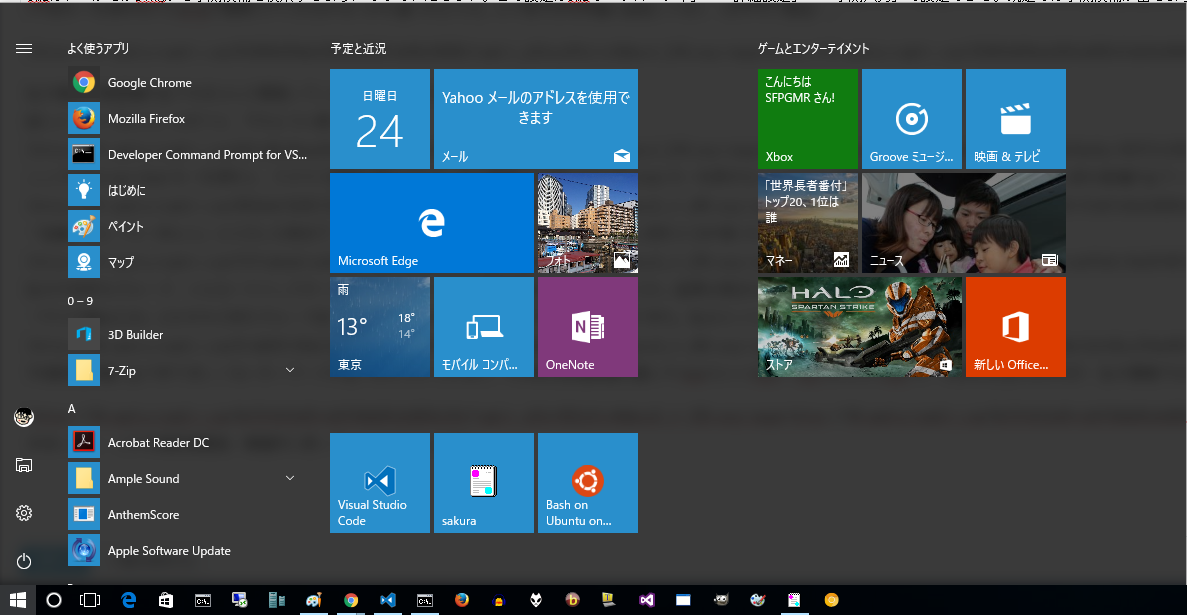 よく使うアプリ
Google Chrome
Mozilla Firefox
Developer Command Prompt for VS...
はじめに
ペイント
マップ
0 – 9
3D Builder
7-Zip
A
Acrobat Reader DC
Ample Sound
AnthemScore
Apple Software Update
予定と近況
日曜日
24
Yahoo メールのアドレスを使用で
きます
メール
Microsoft Edge
フォト
雨
13°
18°
14°
東京
モバイル コンパ...
N
OneNote
Visual Studio
Code
sakura
Bash on
Ubuntu on...
ゲームとエンターテイメント
こんにちは
SFPGMR さん!
Xbox
Groove ミュージ...
映画 & テレビ
「世界長者番付」
トップ20、1位は
誰
マネー
ニュース
HALO
SPARTAN STRIKE
ストア
新しい Office...